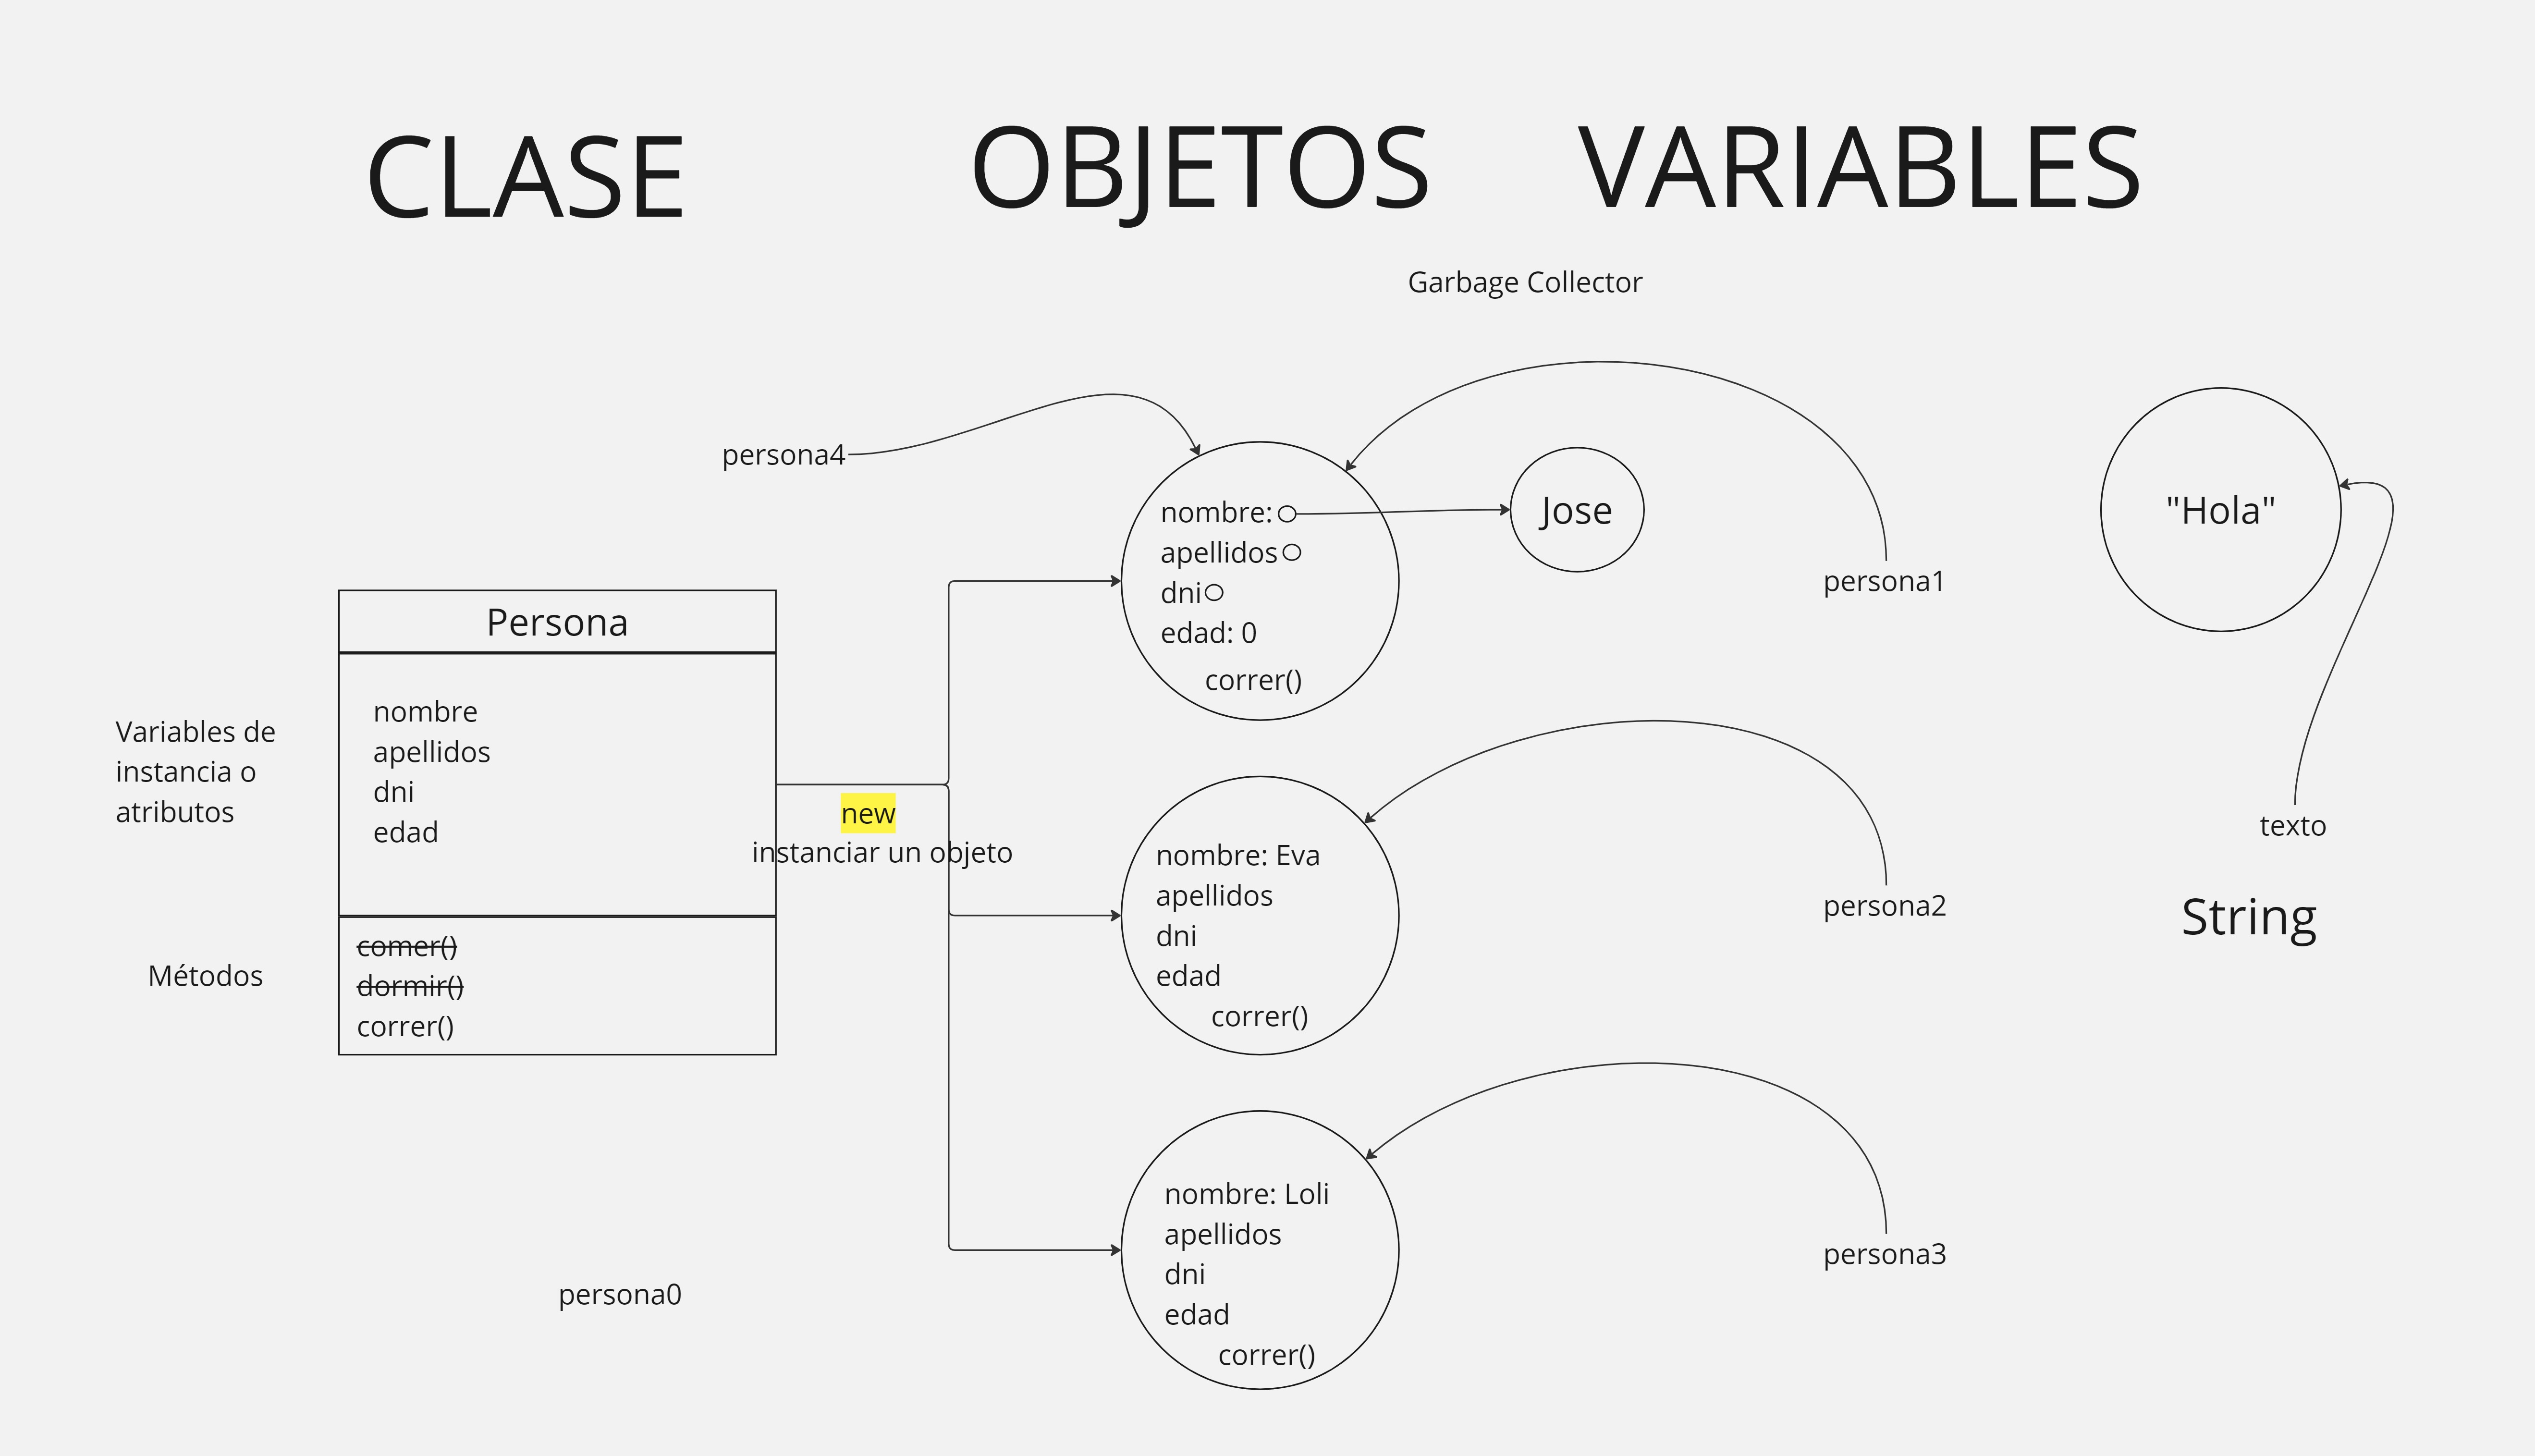 CLASE
OBJETOS
VARIABLES
Garbage Collector
persona4
nombre:
apellidos
dni
edad: 0
correr()
Jose
persona1
"Hola"
texto
String
Persona
nombre
apellidos
dni
edad
comer()
dormir()
correr()
Variables de
instancia o
atributos
Métodos
new
instanciar un objeto
nombre: Eva
apellidos
dni
edad
correr()
persona2
nombre: Loli
apellidos
dni
edad
correr()
persona3
persona0